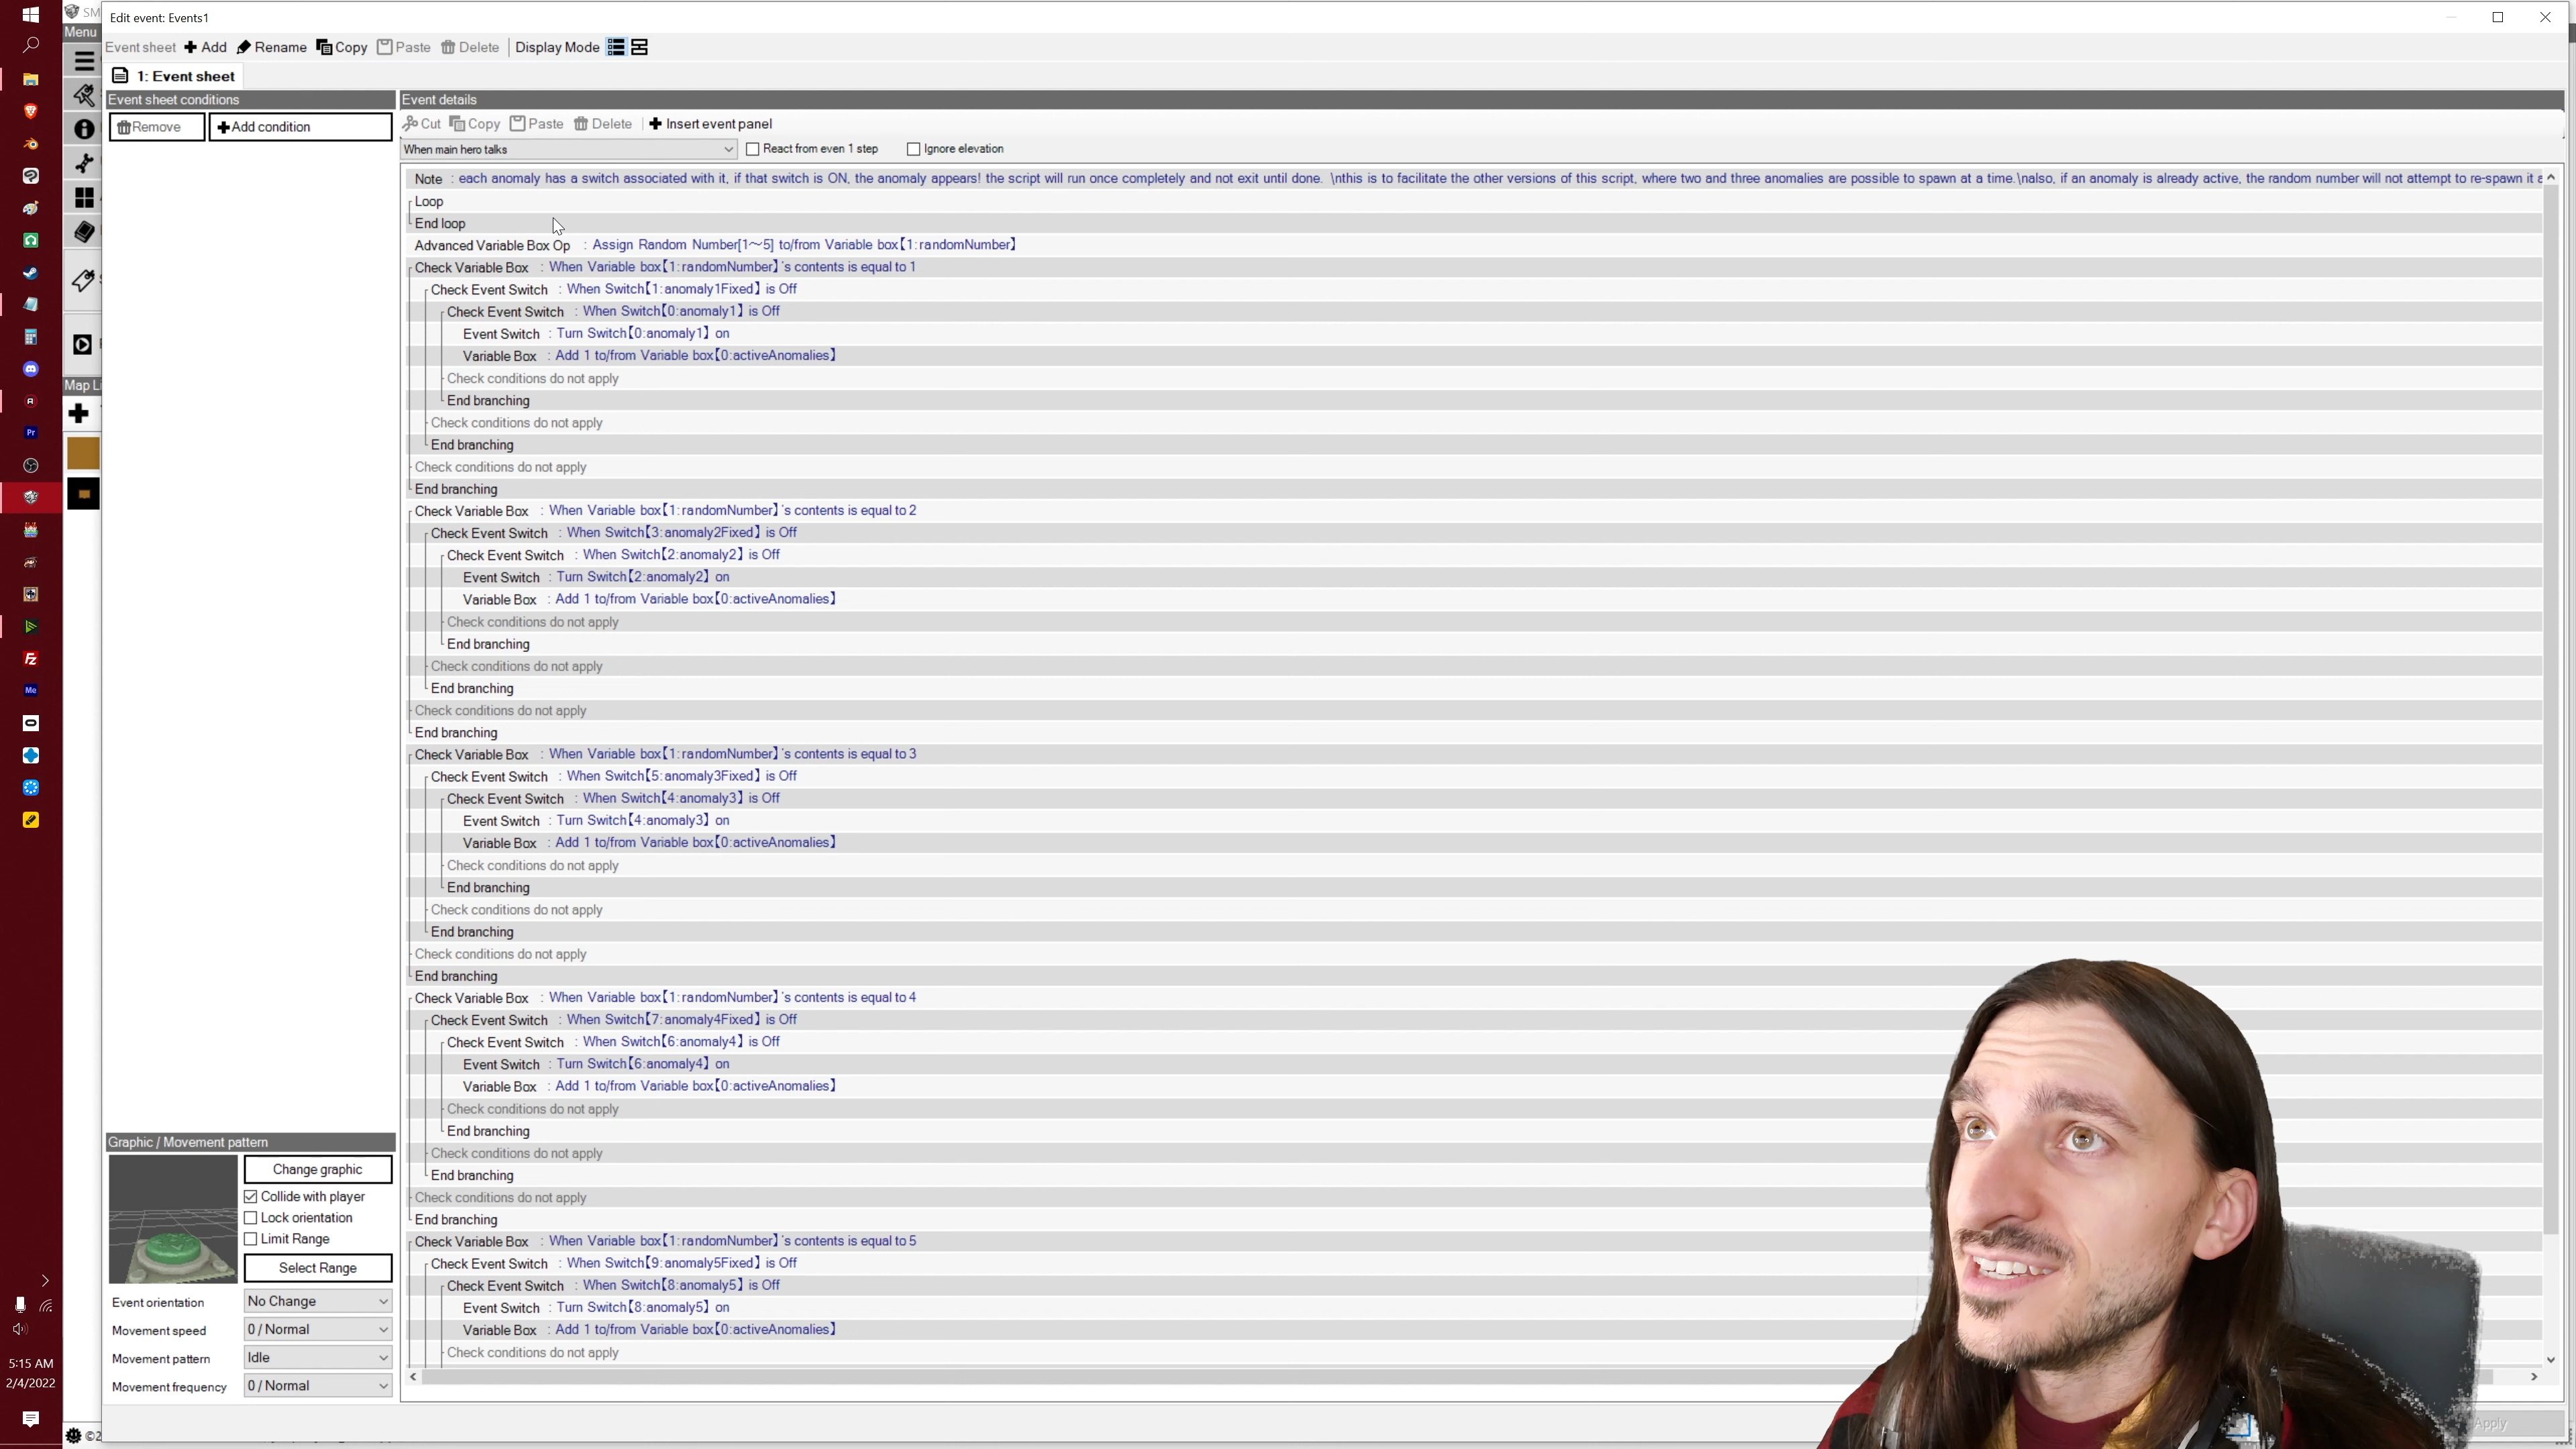 SM
Edit event: Events1
Menu
Event sheet Add Rename Copy Paste Delete Display Mode
1: Event sheet
Event sheet conditions
Remove Add condition
Event details
Cut Copy Paste Delete Insert event panel
When main hero talks React from even 1 step Ignore elevation
Note : each anomaly has a switch associated with it, if that switch is ON, the anomaly appears! the script will run once completely and not exit until done. \nthis is to facilitate the other versions of this script, where two and three anomalies are possible to spawn at a time.\nalso, if an anomaly is already active, the random number will not attempt to re-spawn it
Loop
End loop
Advanced Variable Box Op : Assign Random Number[1～5] to/from Variable box【1:randomNumber】
Check Variable Box : When Variable box【1:randomNumber】's contents is equal to 1
Check Event Switch : When Switch【1:anomaly1Fixed】 is Off
Check Event Switch : When Switch【0:anomaly1】 is Off
Event Switch : Turn Switch【0:anomaly1】 on
Variable Box : Add 1 to/from Variable box【0:activeAnomalies】
Check conditions do not apply
End branching
Check conditions do not apply
End branching
Check conditions do not apply
End branching
Check Variable Box : When Variable box【1:randomNumber】's contents is equal to 2
Check Event Switch : When Switch【3:anomaly2Fixed】 is Off
Check Event Switch : When Switch【2:anomaly2】 is Off
Event Switch : Turn Switch【2:anomaly2】 on
Variable Box : Add 1 to/from Variable box【0:activeAnomalies】
Check conditions do not apply
End branching
Check conditions do not apply
End branching
Check conditions do not apply
End branching
Check Variable Box : When Variable box【1:randomNumber】's contents is equal to 3
Check Event Switch : When Switch【5:anomaly3Fixed】 is Off
Check Event Switch : When Switch【4:anomaly3】 is Off
Event Switch : Turn Switch【4:anomaly3】 on
Variable Box : Add 1 to/from Variable box【0:activeAnomalies】
Check conditions do not apply
End branching
Check conditions do not apply
End branching
Check conditions do not apply
End branching
Check Variable Box : When Variable box【1:randomNumber】's contents is equal to 4
Check Event Switch : When Switch【7:anomaly4Fixed】 is Off
Check Event Switch : When Switch【6:anomaly4】 is Off
Event Switch : Turn Switch【6:anomaly4】 on
Variable Box : Add 1 to/from Variable box【0:activeAnomalies】
Check conditions do not apply
End branching
Check conditions do not apply
End branching
Check conditions do not apply
End branching
Check Variable Box : When Variable box【1:randomNumber】's contents is equal to 5
Check Event Switch : When Switch【9:anomaly5Fixed】 is Off
Check Event Switch : When Switch【8:anomaly5】 is Off
Event Switch : Turn Switch【8:anomaly5】 on
Variable Box : Add 1 to/from Variable box【0:activeAnomalies】
Check conditions do not apply
Graphic / Movement pattern
Change graphic
Collide with player
Lock orientation
Limit Range
Select Range
Event orientation No Change
Movement speed 0 / Normal
Movement pattern Idle
Movement frequency 0 / Normal
Apply
Map Li
Pr
Fz
Me
5:15 AM
2/4/2022
©2